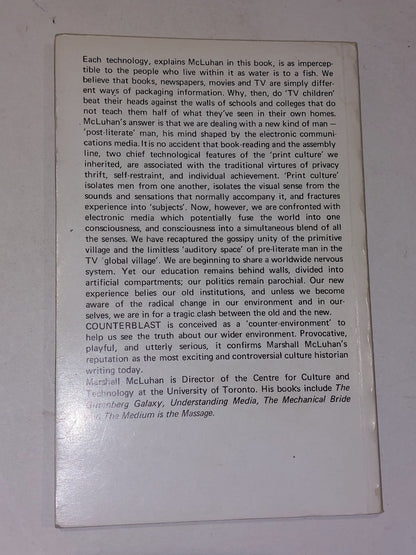 Each technology, explains McLuhan in this book, is as impercep-
tible to the people who live within it as water is to a fish. We
believe that books, newspapers, movies and TV are simply differ-
ent ways of packaging information. Why, then, do 'TV children'
beat their heads against the walls of schools and colleges that do
not teach them half of what they've seen in their own homes.
McLuhan's answer is that we are dealing with a new kind of man —
'post-literate' man, his mind shaped by the electronic communi-
cations media. It is no accident that book-reading and the assembly
line, two chief technological features of the 'print culture' we
inherited, are associated with the traditional virtues of privacy
thrift, self-restraint, and individual achievement. 'Print culture'
isolates men from one another, isolates the visual sense from the
sounds and sensations that normally accompany it, and fractures
experience into 'subjects'. Now, however, we are confronted with
electronic media which potentially fuse the world into one
consciousness, and consciousness into a simultaneous blend of all
the senses. We have recaptured the gossipy unity of the primitive
village and the limitless 'auditory space' of pre-literate man in the
TV 'global village'. We are beginning to share a worldwide nervous
system. Yet our education remains behind walls, divided into
artificial compartments; our politics remain parochial. Our new
experience belies our old institutions, and unless we become
aware of the radical change in our environment and in our-
selves, we are in for a tragic clash between the old and the new.
COUNTERBLAST is conceived as a 'counter-environment' to
help us see the truth about our wider environment. Provocative,
playful, and utterly serious, it confirms Marshall McLuhan's
reputation as the most exciting and controversial culture historian
writing today.
Marshall McLuhan is Director of the Centre for Culture and
Technology at the University of Toronto. His books include The
Gutenberg Galaxy, Understanding Media, The Mechanical Bride
The Medium is the Massage.